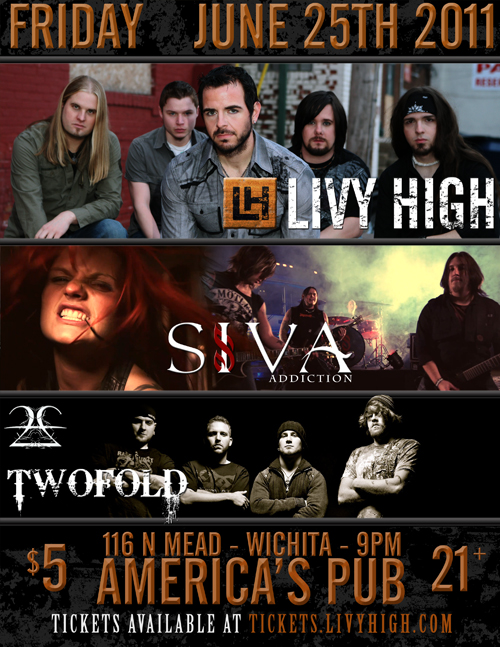 FRIDAY JUNE 25TH 2011
LH LIVY HIGH
SIVA
ADDICTION
TWOFOLD
$5
116 N MEAD - WICHITA - 9PM
AMERICA'S PUB
21+
TICKETS AVAILABLE AT TICKETS.LIVYHIGH.COM